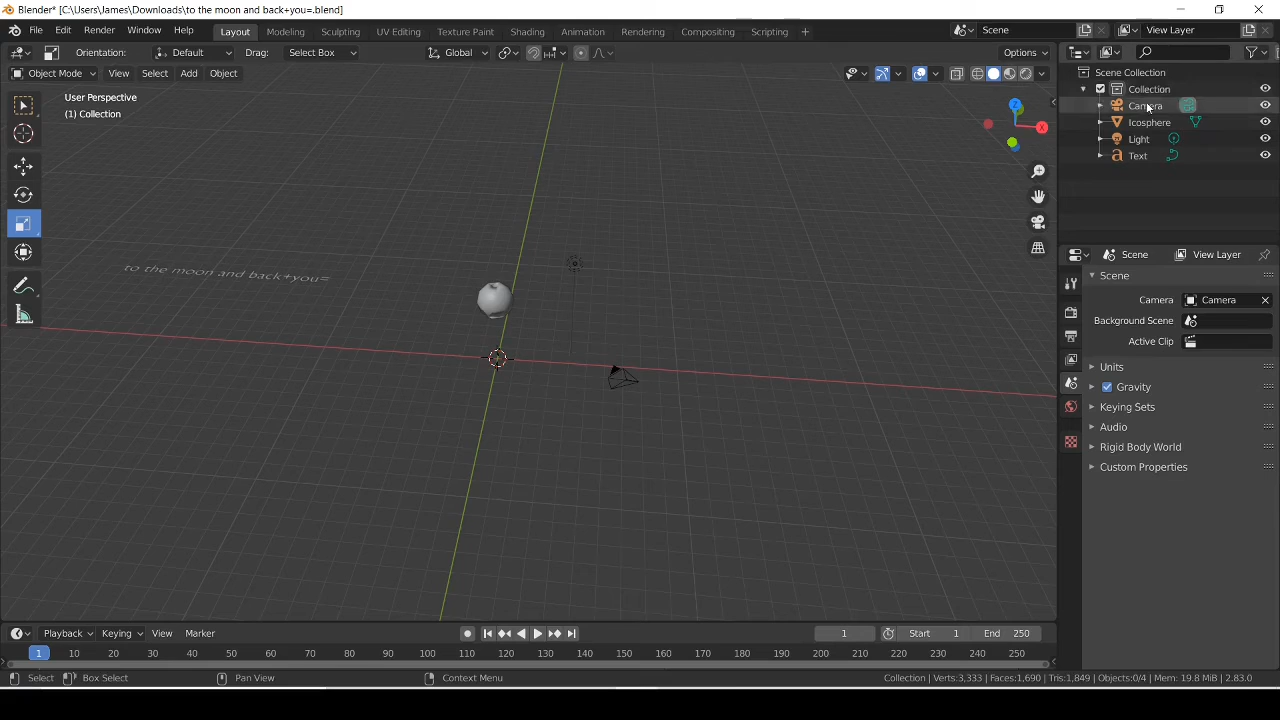 Blender* [C:\Users\James\Downloads\to the moon and back+you=.blend]
File Edit Render Window Help Layout Modeling Sculpting UV Editing Texture Paint Shading Animation Rendering Compositing Scripting + Scene View Layer
Orientation: Default Drag: Select Box Global Options
Object Mode View Select Add Object
User Perspective
(1) Collection
to the moon and back+you=
Z
X
Scene Collection
Collection
Camera
Icosphere
Light
Text
Scene View Layer
Scene
Camera Camera
Background Scene
Active Clip
Units
Gravity
Keying Sets
Audio
Rigid Body World
Custom Properties
Playback Keying View Marker 1 Start 1 End 250
1 10 20 30 40 50 60 70 80 90 100 110 120 130 140 150 160 170 180 190 200 210 220 230 240 250
Select Box Select Pan View Context Menu Collection | Verts:3,333 | Faces:1,690 | Tris:1,849 | Objects:0/4 | Mem: 19.8 MiB | 2.83.0